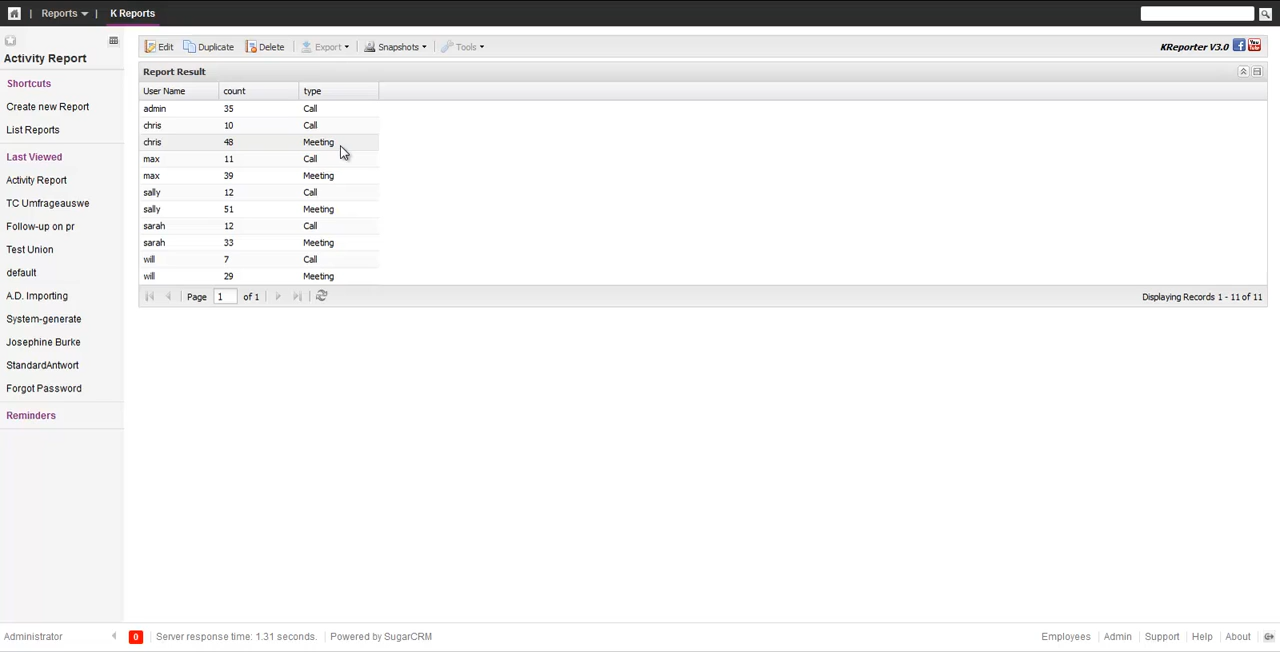 Reports | K Reports
Activity Report
Shortcuts
Create new Report
List Reports
Last Viewed
Activity Report
TC Umfrageauswe
Follow-up on pr
Test Union
default
A.D. Importing
System-generate
Josephine Burke
StandardAntwort
Forgot Password
Reminders
Edit Duplicate Delete Export Snapshots Tools KReporter V3.0
Report Result
User Name count type
admin 35 Call
chris 10 Call
chris 48 Meeting
max 11 Call
max 39 Meeting
sally 12 Call
sally 51 Meeting
sarah 12 Call
sarah 33 Meeting
will 7 Call
will 29 Meeting
Page 1 of 1 Displaying Records 1 - 11 of 11
Administrator 0 Server response time: 1.31 seconds. Powered by SugarCRM Employees Admin Support Help About